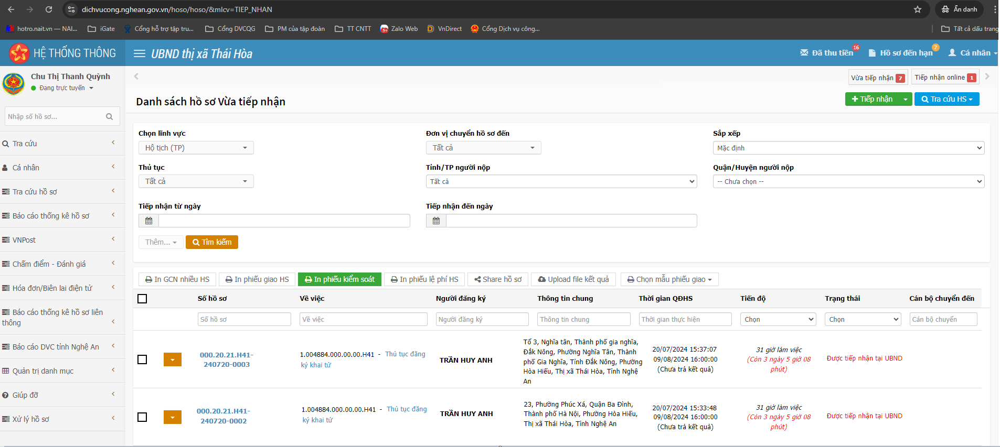 dichvucong.nghean.gov.vn/hoso/hoso/&mlcv=TIEP_NHAN
Ẩn danh
hotro.nait.vn — NAI...
iGate
Cổng hỗ trợ tập tru...
Cổng DVCQG
PM của tập đoàn
TT CNTT
Zalo Web
VnDirect
Cổng Dịch vụ công...
Tất cả dấu trang
HỆ THỐNG THÔNG
UBND thị xã Thái Hòa
Đã thu tiền 16
Hồ sơ đến hạn 7
Cá nhân
Chu Thị Thanh Quỳnh
Đang trực tuyến
Nhập số hồ sơ...
Tra cứu
Cá nhân
Tra cứu hồ sơ
Báo cáo thống kê hồ sơ
VNPost
Chấm điểm - Đánh giá
Hóa đơn/Biên lai điện tử
Báo cáo thống kê hồ sơ liên
thông
Báo cáo DVC tỉnh Nghệ An
Quản trị danh mục
Giúp đỡ
Xử lý hồ sơ
Vừa tiếp nhận 7
Tiếp nhận online 1
Danh sách hồ sơ Vừa tiếp nhận
Tiếp nhận
Tra cứu HS
Chọn lĩnh vực
Đơn vị chuyển hồ sơ đến
Sắp xếp
Hộ tịch (TP)
Tất cả
Mặc định
Thủ tục
Tỉnh/TP người nộp
Quận/Huyện người nộp
Tất cả
Tất cả
-- Chưa chọn --
Tiếp nhận từ ngày
Tiếp nhận đến ngày
Thêm...
Tìm kiếm
In GCN nhiều HS
In phiếu giao HS
In phiếu kiểm soát
In phiếu lệ phí HS
Share hồ sơ
Upload file kết quả
Chọn mẫu phiếu giao
Số hồ sơ
Về việc
Người đăng ký
Thông tin chung
Thời gian QĐHS
Tiến độ
Trạng thái
Cán bộ chuyển đến
Số hồ sơ
Về việc
Người đăng ký
Thông tin chung
Thời gian thực hiện
Chọn
Chọn
Cán bộ chuyển
000.20.21.H41-
240720-0003
1.004884.000.00.00.H41 - Thủ tục đăng
ký khai tử
TRẦN HUY ANH
Tổ 3, Nghĩa tân, Thành phố gia nghĩa,
Đắk Nông, Phường Nghĩa Tân, Thành
phố Gia Nghĩa, Tỉnh Đắk Nông, Phường
Hòa Hiếu, Thị xã Thái Hòa, Tỉnh Nghệ
An
20/07/2024 15:37:07
09/08/2024 16:00:00
(Chưa trả kết quả)
31 giờ làm việc
(Còn 3 ngày 5 giờ 08
phút)
Được tiếp nhận tại UBND
000.20.21.H41-
240720-0002
1.004884.000.00.00.H41 - Thủ tục đăng
ký khai tử
TRẦN HUY ANH
23, Phường Phúc Xá, Quận Ba Đình,
Thành phố Hà Nội, Phường Hòa Hiếu,
Thị xã Thái Hòa, Tỉnh Nghệ An
20/07/2024 15:33:48
09/08/2024 16:00:00
(Chưa trả kết quả)
31 giờ làm việc
(Còn 3 ngày 5 giờ 08
phút)
Được tiếp nhận tại UBND